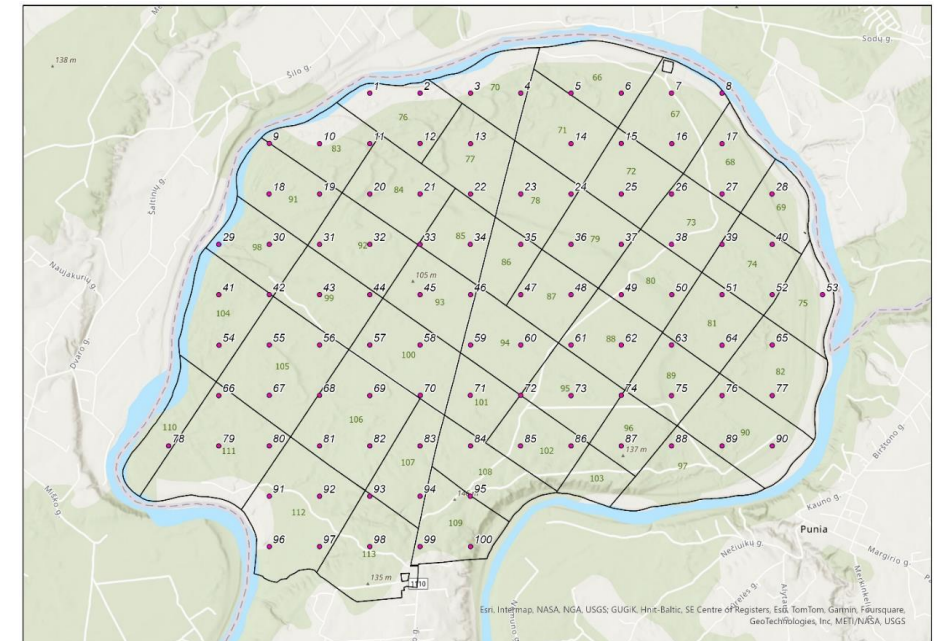 138 m
Sodų g.
Šilo g.
66
70
1 2 3 4 5 6 7 8
67
76
71
9 10 11 12 13 14 15 16 17
83
77
72
68
Šaltinių g.
84
18 19 20 21 22 23 24 25 26 27 28
91
78
69
73
85
79
98
92
29 30 31 32 33 34 35 36 37 38 39 40
86
74
Naujakurių g.
105 m
80
41 42 43 44 45 46 47 48 49 50 51 52 53
99
93
87
75
104
81
54 55 56 57 58 59 60 61 62 63 64 65
94
88
Dvaro g.
100
105
89
82
66 67 68 69 70 71 72 73 74 75 76 77
95
101
106
110
96
90
78 79 80 81 82 83 84 85 86 87 88 89 90
111
102
137 m
Birštono g.
107
97
108
103
Miško g.
91 92 93 94 95
112
Kauno g.
109
Punia
96 97 98 99 100
113
Nečiuikų g.
Margirio g.
135 m
1110
Esri, Intermap, NASA, NGA, USGS; GUGiK, Hnit-Baltic, SE Centre of Registers, Esri, TomTom, Garmin, Foursquare,
GeoTechnologies, Inc, METI/NASA, USGS